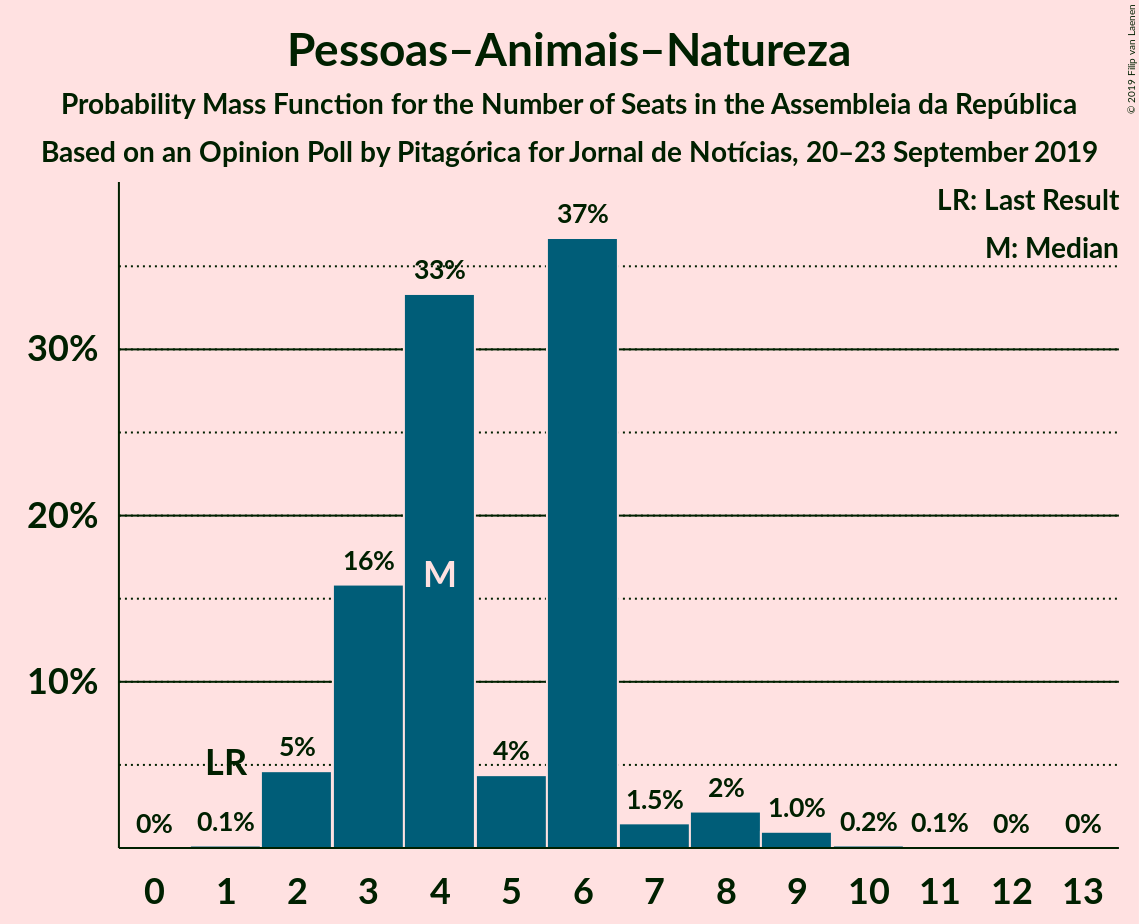 Pessoas–Animais–Natureza
Probability Mass Function for the Number of Seats in the Assembleia da República
Based on an Opinion Poll by Pitagórica for Jornal de Notícias, 20–23 September 2019
© 2019 Filip van Laenen
LR: Last Result
M: Median
37%
33%
30%
20%
16%
M
10%
LR
5%
4%
0%
0.1%
1.5%
2%
1.0%
0.2%
0.1%
0%
0%
0 1 2 3 4 5 6 7 8 9 10 11 12 13